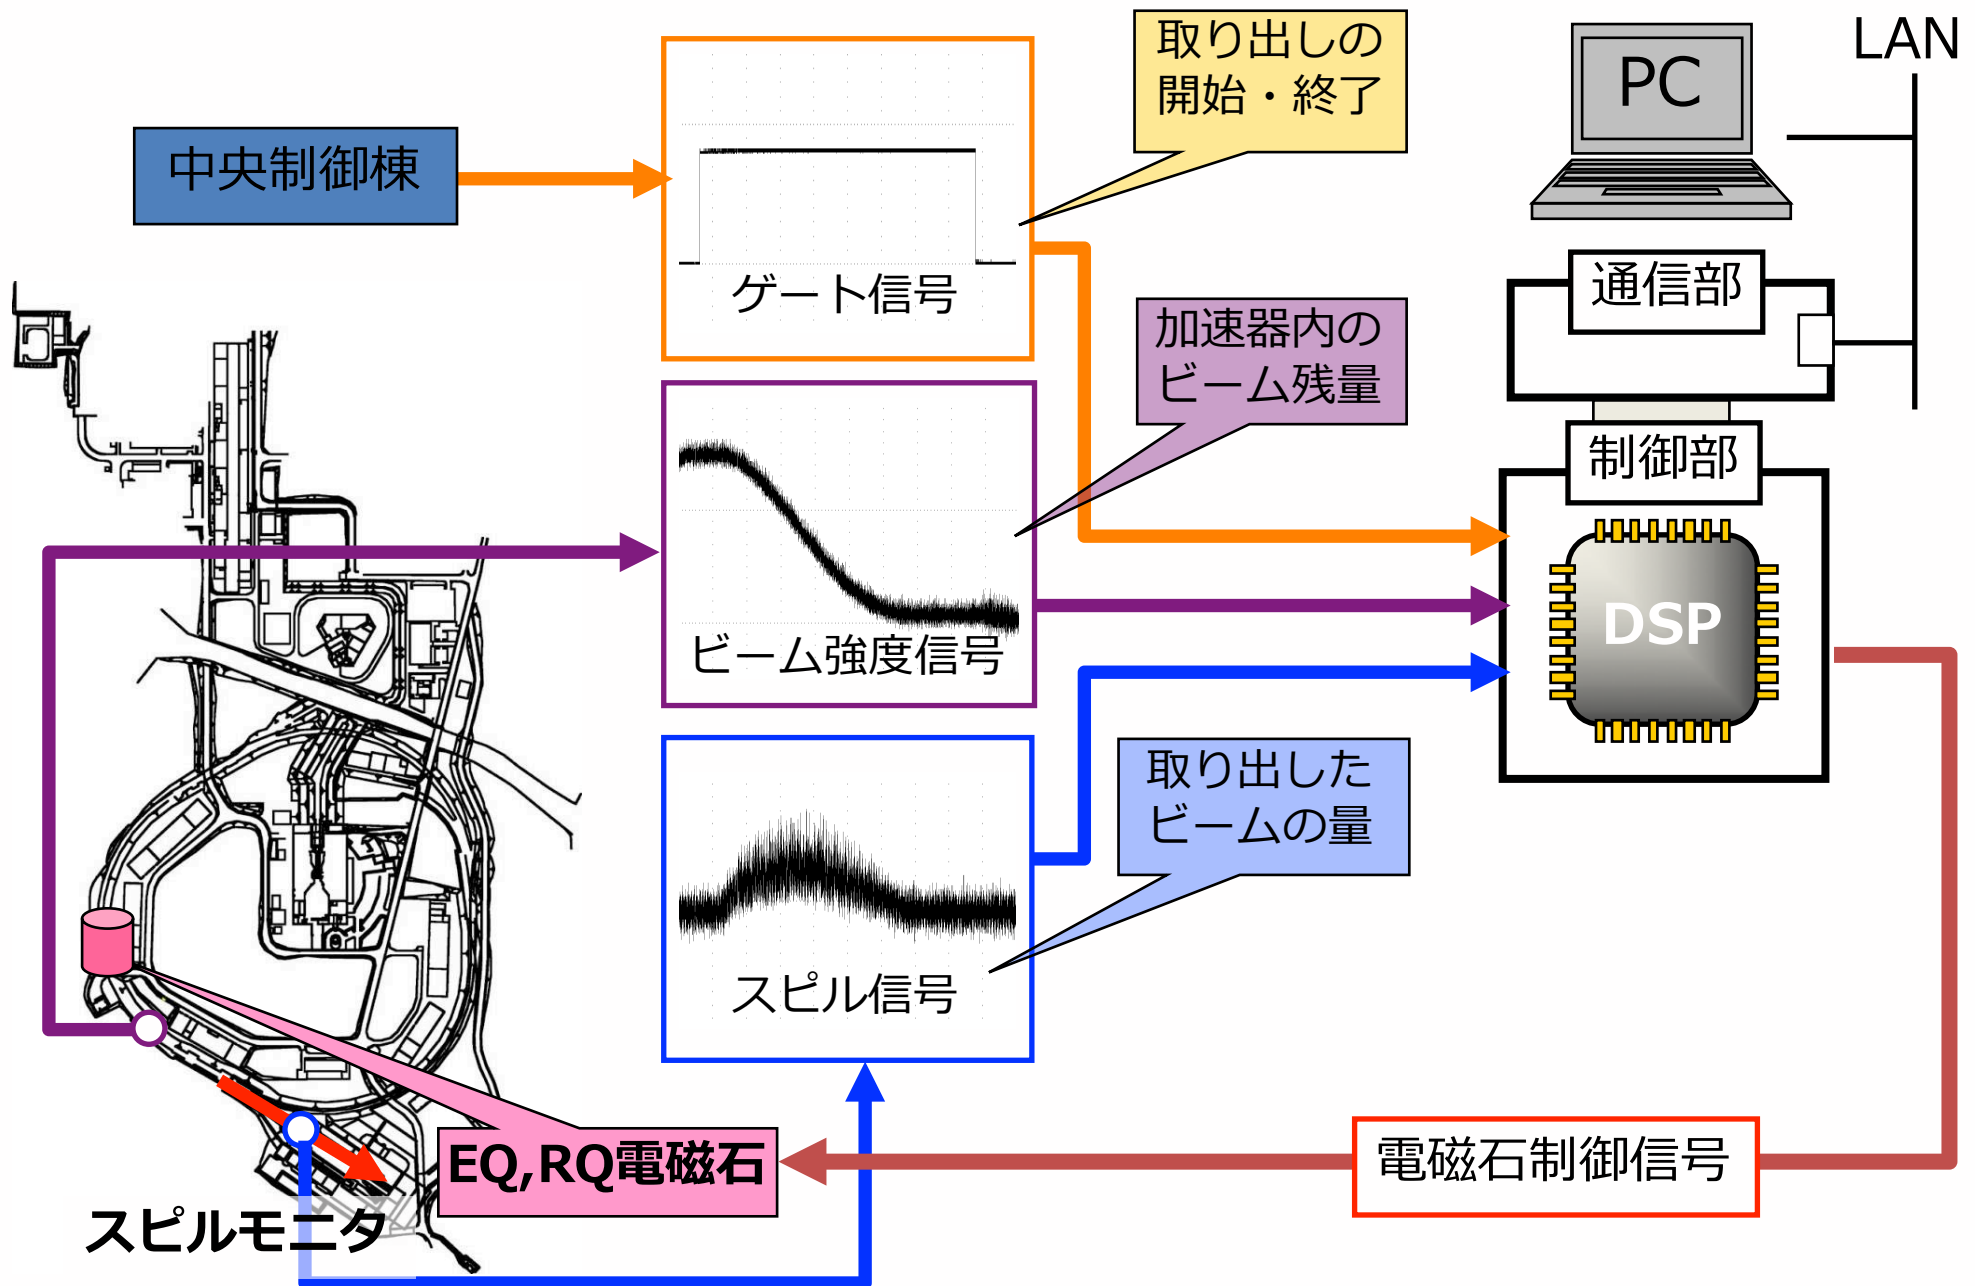 取り出しの
開始・終了
LAN
PC
中央制御棟
ゲート信号
通信部
加速器内の
ビーム残量
制御部
DSP
ビーム強度信号
取り出した
ビームの量
スピル信号
EQ,RQ電磁石
電磁石制御信号
スピルモニタ